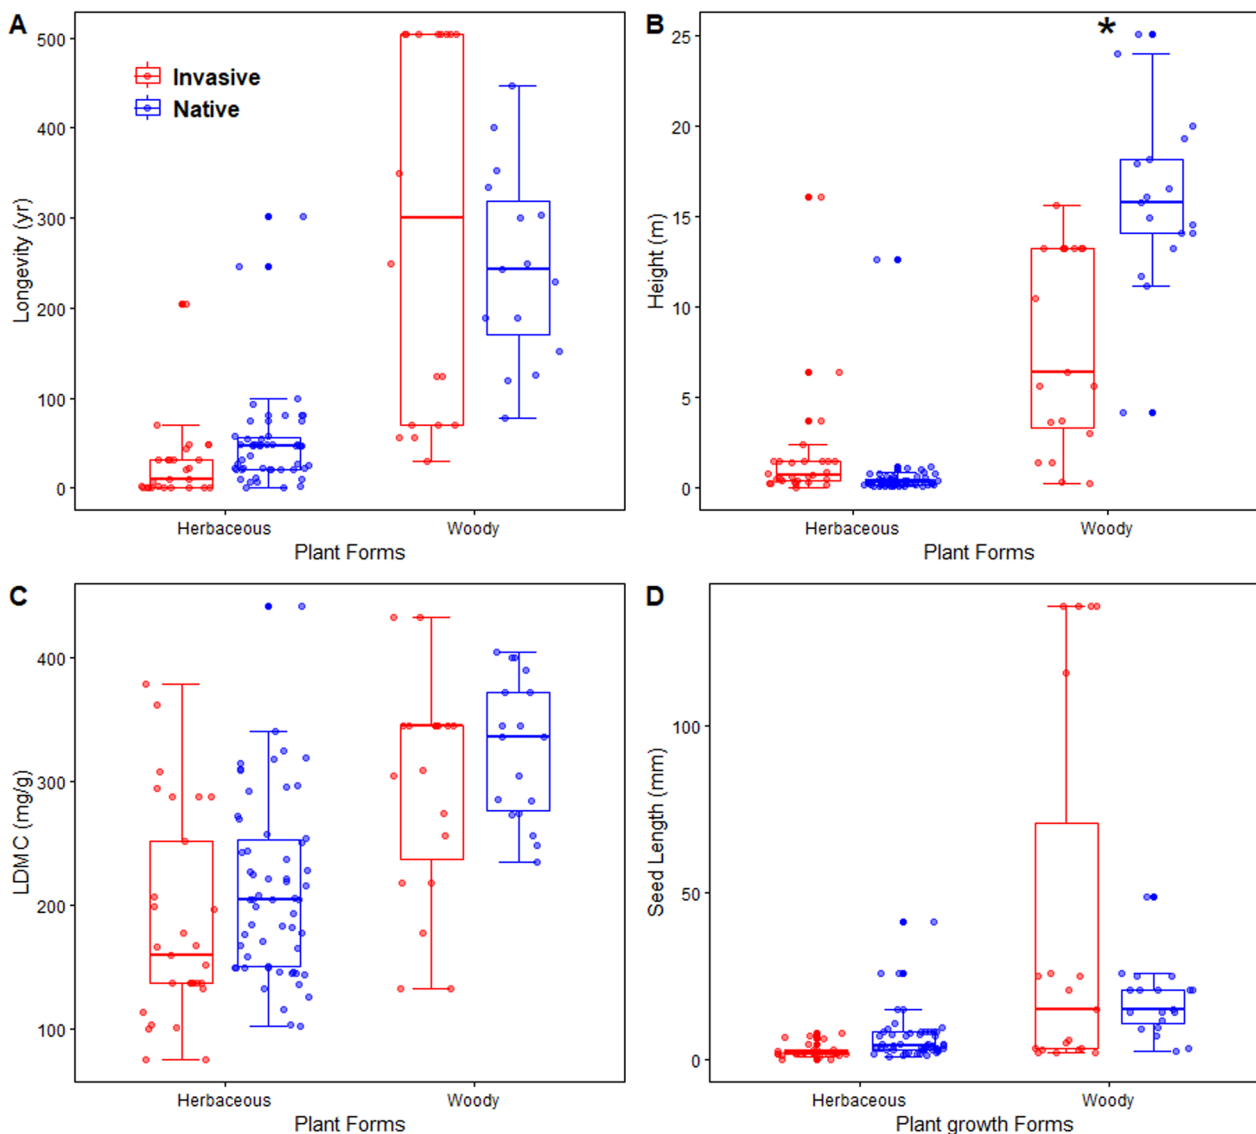 A
500
400
300
200
100
0
Longevity (yr)
Invasive
Native
Herbaceous
Woody
Plant Forms
B
*
25
20
15
10
5
0
Height (m)
Herbaceous
Woody
Plant Forms
C
400
300
200
100
LDMC (mg/g)
Herbaceous
Woody
Plant Forms
D
100
50
0
Seed Length (mm)
Herbaceous
Woody
Plant growth Forms